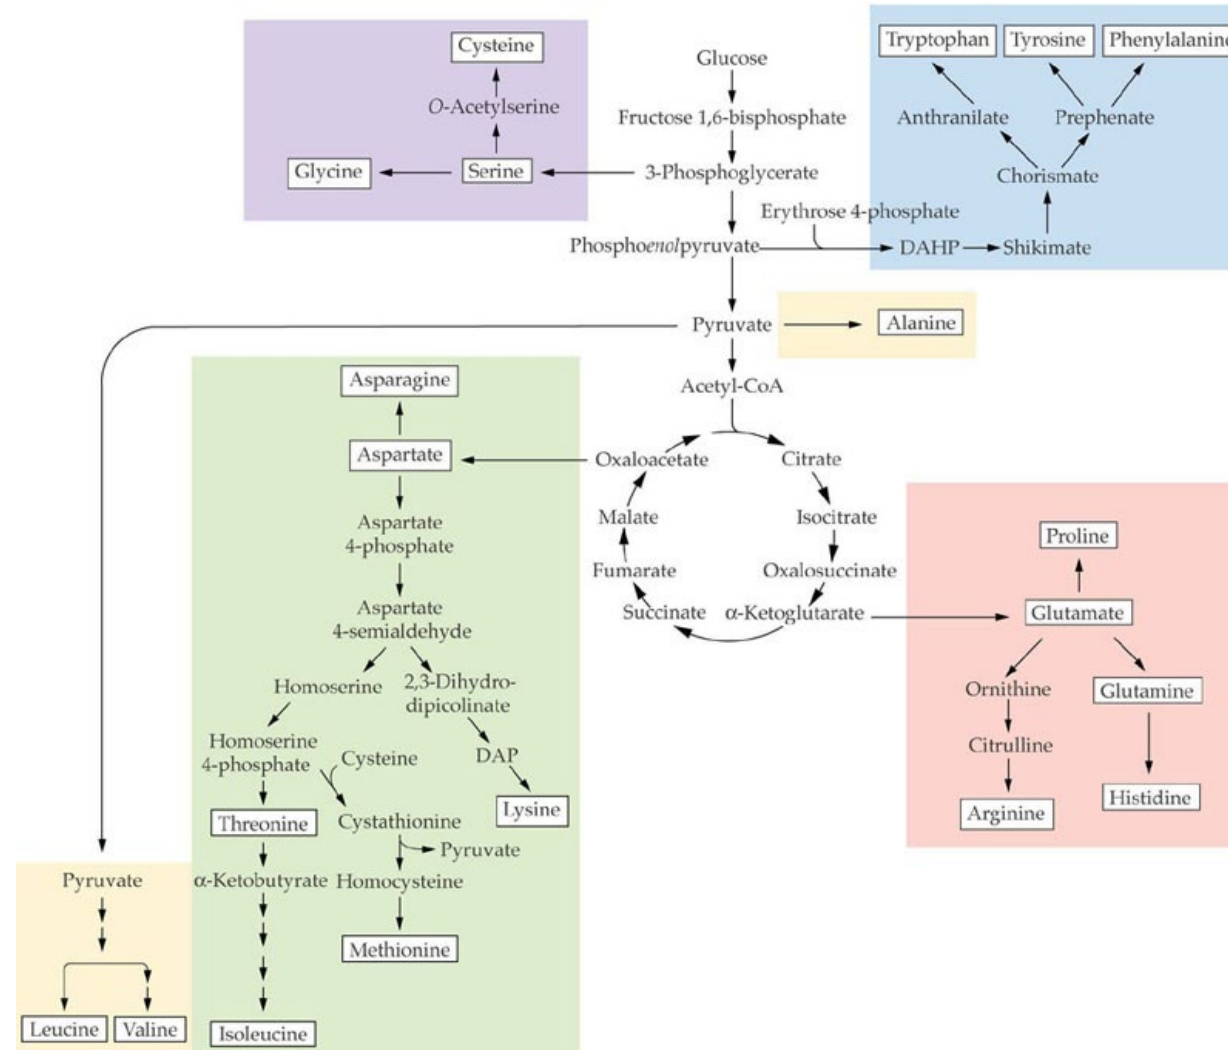 Cysteine
O-Acetylserine
Glycine
Serine
Glucose
Fructose 1,6-bisphosphate
3-Phosphoglycerate
Erythrose 4-phosphate
Phosphoenolpyruvate
DAHP
Shikimate
Chorismate
Anthranilate
Prephenate
Tryptophan
Tyrosine
Phenylalanine
Pyruvate
Alanine
Acetyl-CoA
Oxaloacetate
Citrate
Malate
Isocitrate
Fumarate
Oxalosuccinate
Succinate
α-Ketoglutarate
Asparagine
Aspartate
Aspartate
4-phosphate
Aspartate
4-semialdehyde
Homoserine
2,3-Dihydro-
dipicolinate
Homoserine
4-phosphate
Cysteine
DAP
Lysine
Threonine
Cystathionine
Pyruvate
α-Ketobutyrate
Homocysteine
Methionine
Isoleucine
Pyruvate
Leucine
Valine
Proline
Glutamate
Ornithine
Glutamine
Citrulline
Arginine
Histidine